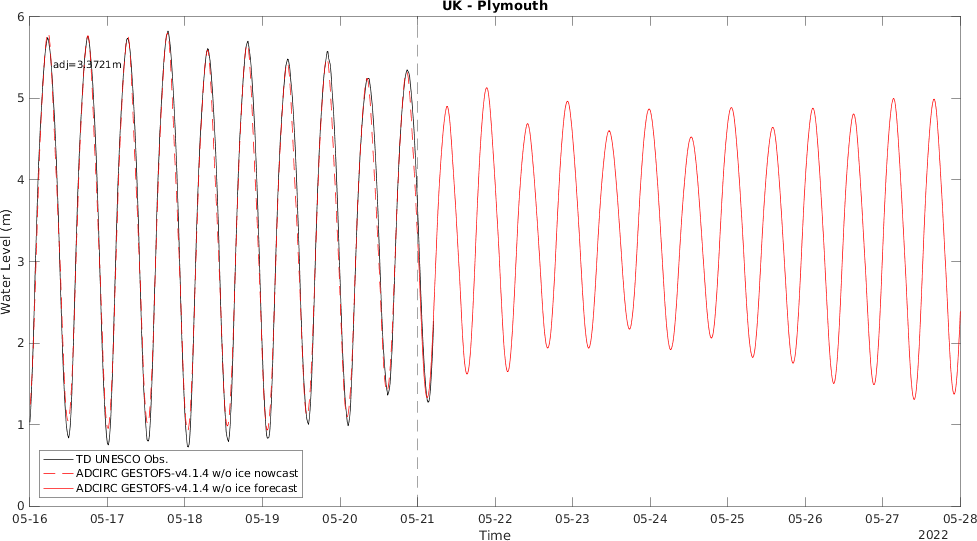 UK - Plymouth
6
adj=3.3721m
5
4
3
2
1
0
Water Level (m)
TD UNESCO Obs.
ADCIRC GESTOFS-v4.1.4 w/o ice nowcast
ADCIRC GESTOFS-v4.1.4 w/o ice forecast
05-16 05-17 05-18 05-19 05-20 05-21 05-22 05-23 05-24 05-25 05-26 05-27 05-28
Time
2022